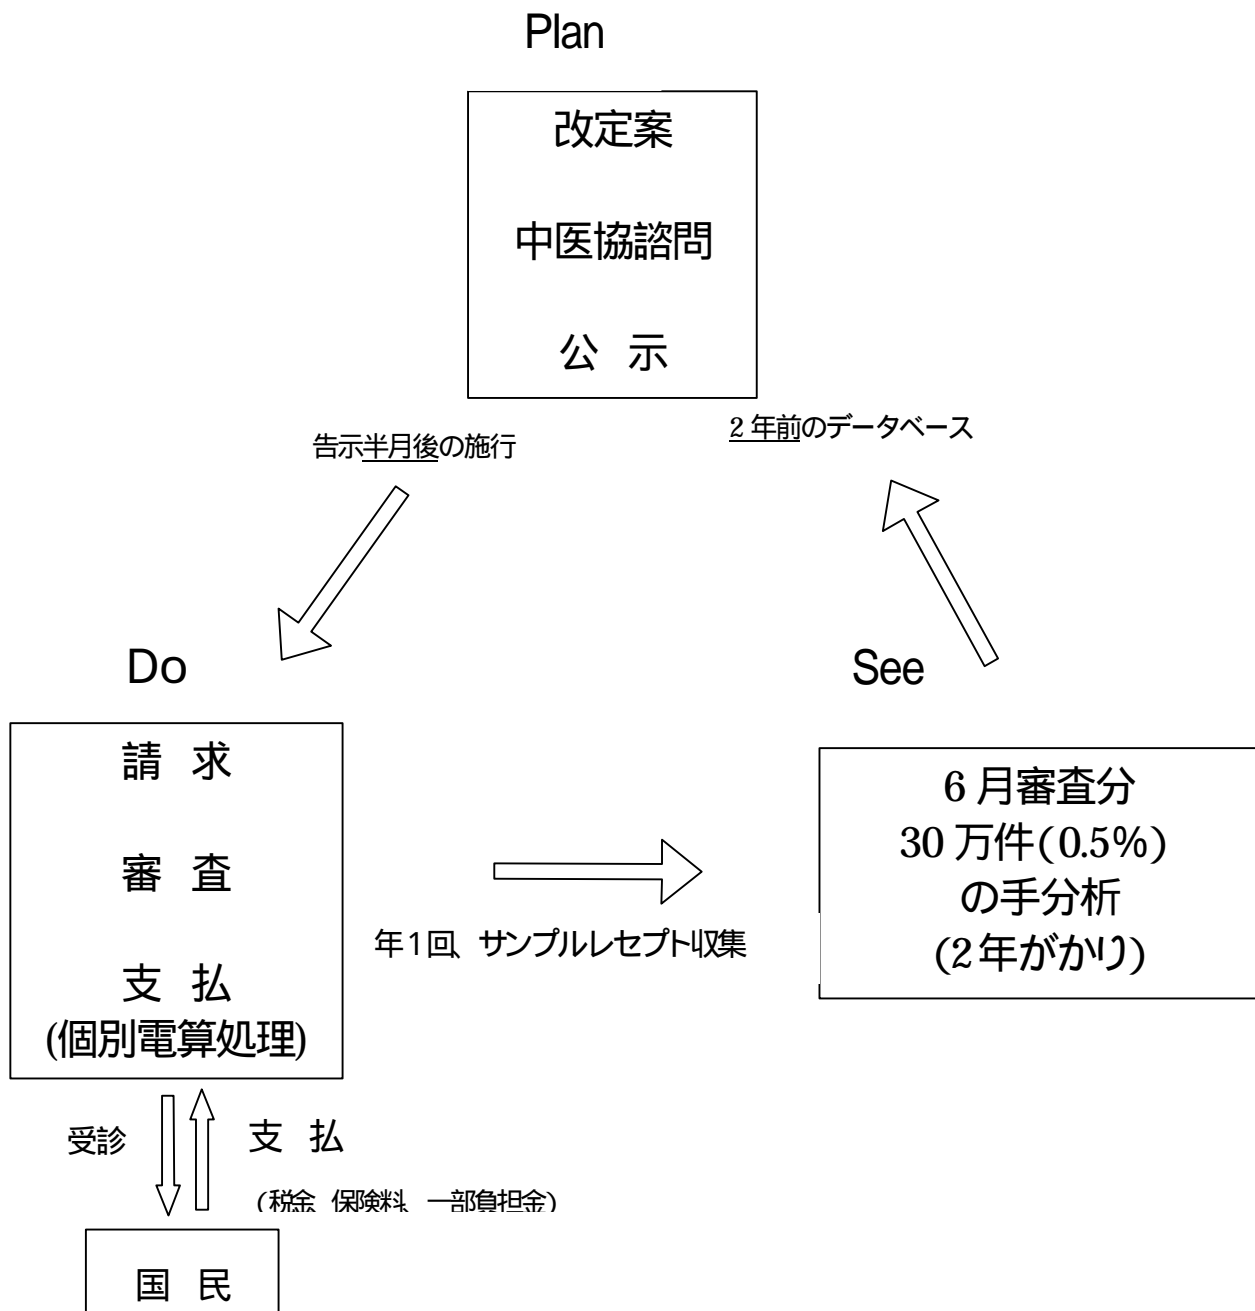 Plan
改定案
中医協諮問
公 示
告示半月後の施行
2 年前のデータベース
Do
請 求
審 査
支 払
(個別電算処理)
年1回、サンプルレセプト収集
See
6 月審査分
30 万件(0.5%)
の手分析
(2年がかり)
受診
支 払
(税金、保険料、一部負担金)
国 民